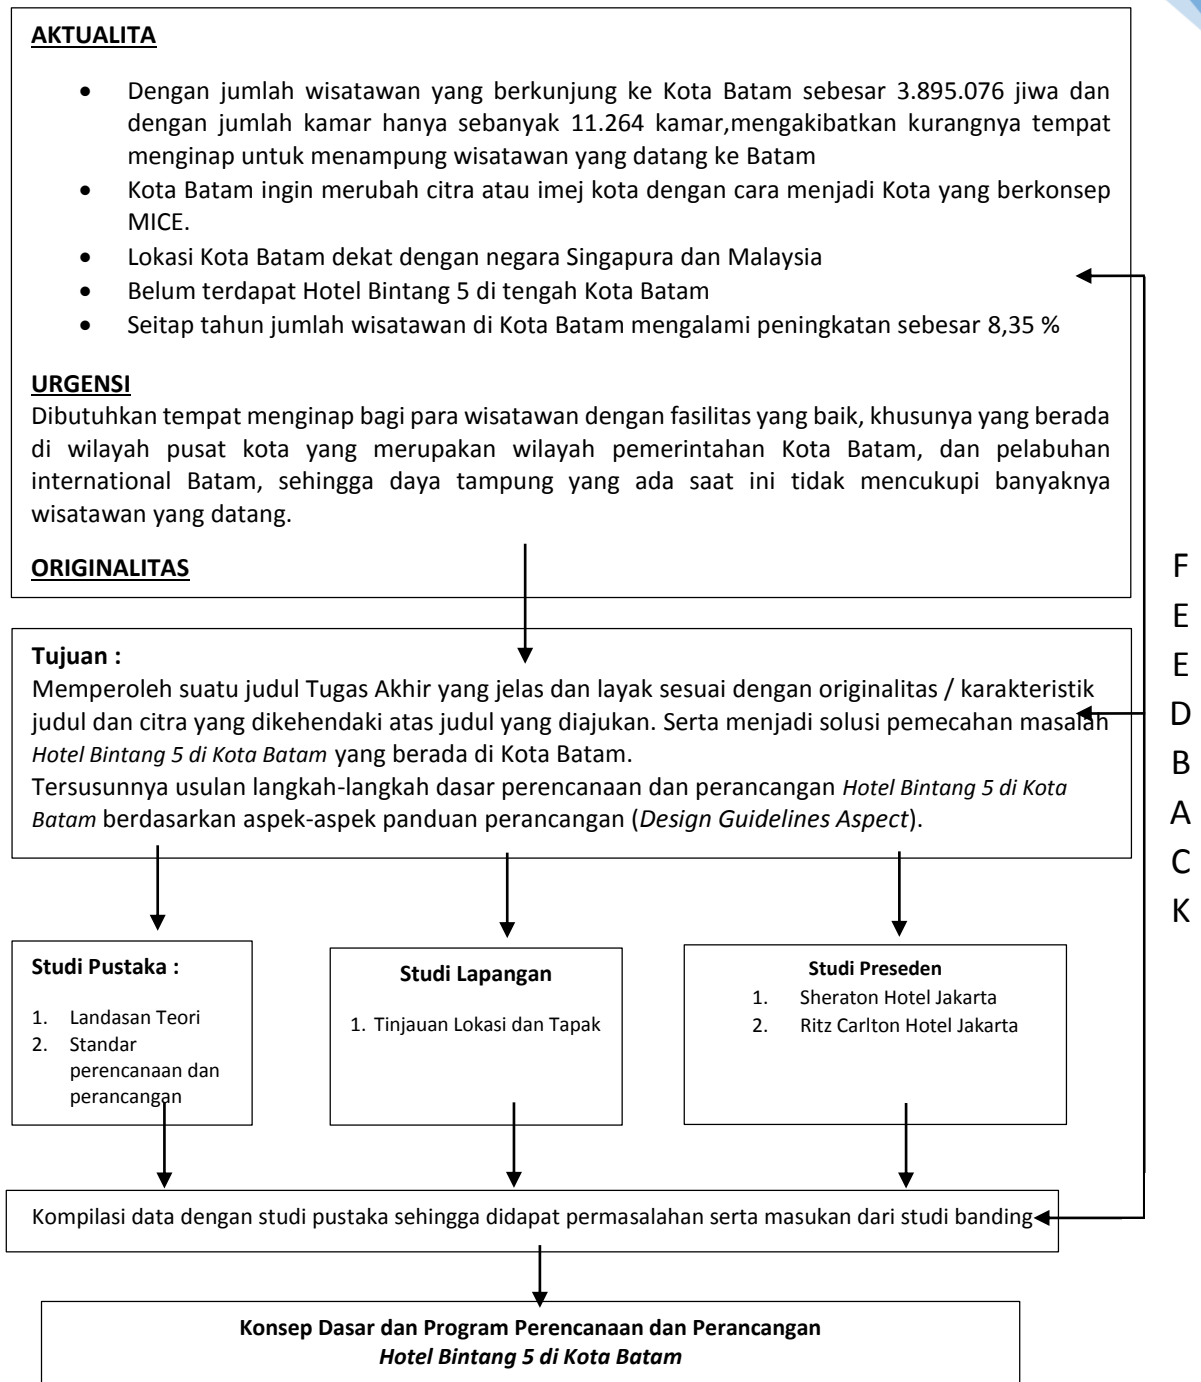 AKTUALITA
• Dengan jumlah wisatawan yang berkunjung ke Kota Batam sebesar 3.895.076 jiwa dan
dengan jumlah kamar hanya sebanyak 11.264 kamar,mengakibatkan kurangnya tempat
menginap untuk menampung wisatawan yang datang ke Batam
• Kota Batam ingin merubah citra atau imej kota dengan cara menjadi Kota yang berkonsep
MICE.
• Lokasi Kota Batam dekat dengan negara Singapura dan Malaysia
• Belum terdapat Hotel Bintang 5 di tengah Kota Batam
• Seitap tahun jumlah wisatawan di Kota Batam mengalami peningkatan sebesar 8,35 %
URGENSI
Dibutuhkan tempat menginap bagi para wisatawan dengan fasilitas yang baik, khusunya yang berada
di wilayah pusat kota yang merupakan wilayah pemerintahan Kota Batam, dan pelabuhan
international Batam, sehingga daya tampung yang ada saat ini tidak mencukupi banyaknya
wisatawan yang datang.
ORIGINALITAS
Tujuan :
Memperoleh suatu judul Tugas Akhir yang jelas dan layak sesuai dengan originalitas / karakteristik
judul dan citra yang dikehendaki atas judul yang diajukan. Serta menjadi solusi pemecahan masalah
Hotel Bintang 5 di Kota Batam yang berada di Kota Batam.
Tersusunnya usulan langkah-langkah dasar perencanaan dan perancangan Hotel Bintang 5 di Kota
Batam berdasarkan aspek-aspek panduan perancangan (Design Guidelines Aspect).
Studi Pustaka :
1. Landasan Teori
2. Standar
perencanaan dan
perancangan
Studi Lapangan
1. Tinjauan Lokasi dan Tapak
Studi Preseden
1. Sheraton Hotel Jakarta
2. Ritz Carlton Hotel Jakarta
Kompilasi data dengan studi pustaka sehingga didapat permasalahan serta masukan dari studi banding
Konsep Dasar dan Program Perencanaan dan Perancangan
Hotel Bintang 5 di Kota Batam
F
E
E
D
B
A
C
K